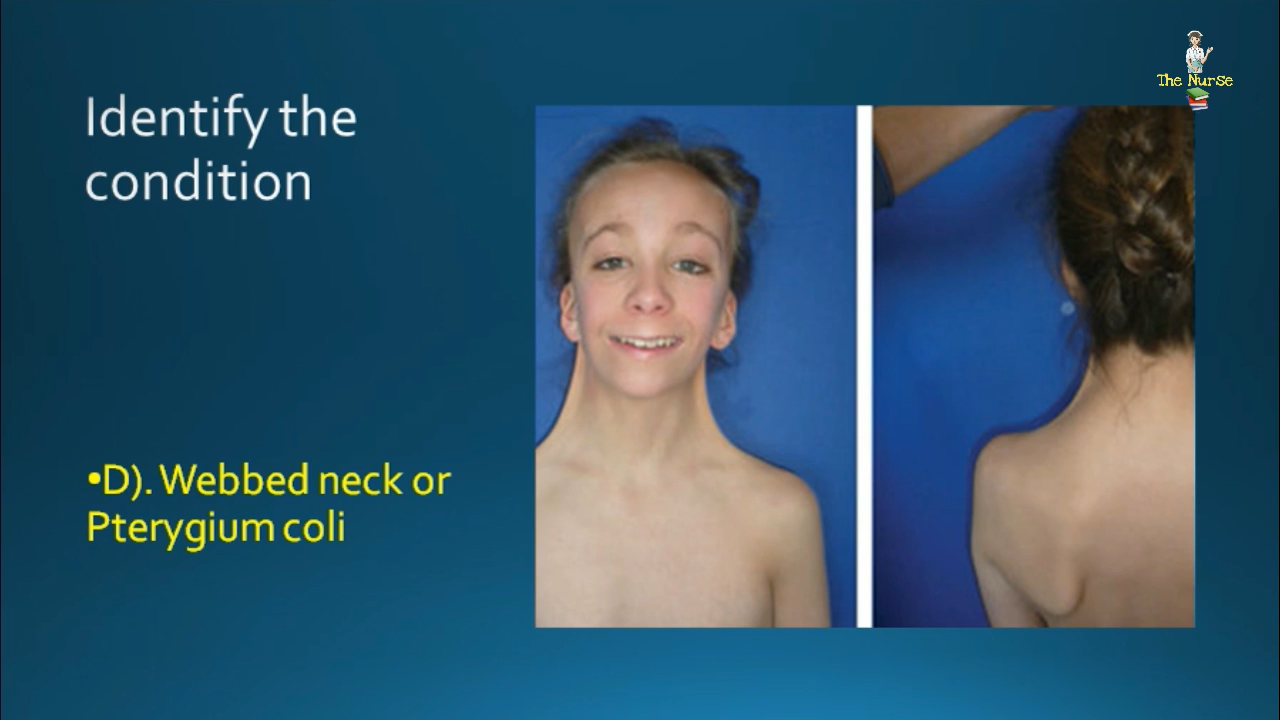 The Nurse
Identify the
condition
•D). Webbed neck or
Pterygium coli